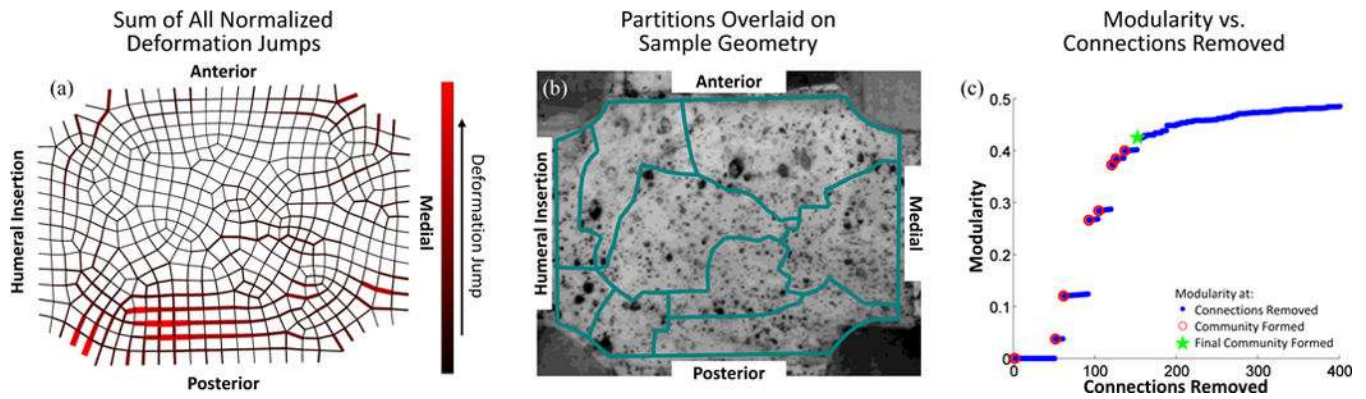 Sum of All Normalized
Deformation Jumps
(a)
Anterior
Humeral Insertion
Medial
Posterior
Deformation Jump
Partitions Overlaid on
Sample Geometry
(b)
Anterior
Humeral Insertion
Medial
Posterior
Modularity vs.
Connections Removed
(c)
Modularity
0.5
0.4
0.3
0.2
0.1
0
0
100
200
300
400
Connections Removed
Modularity at:
Connections Removed
Community Formed
Final Community Formed